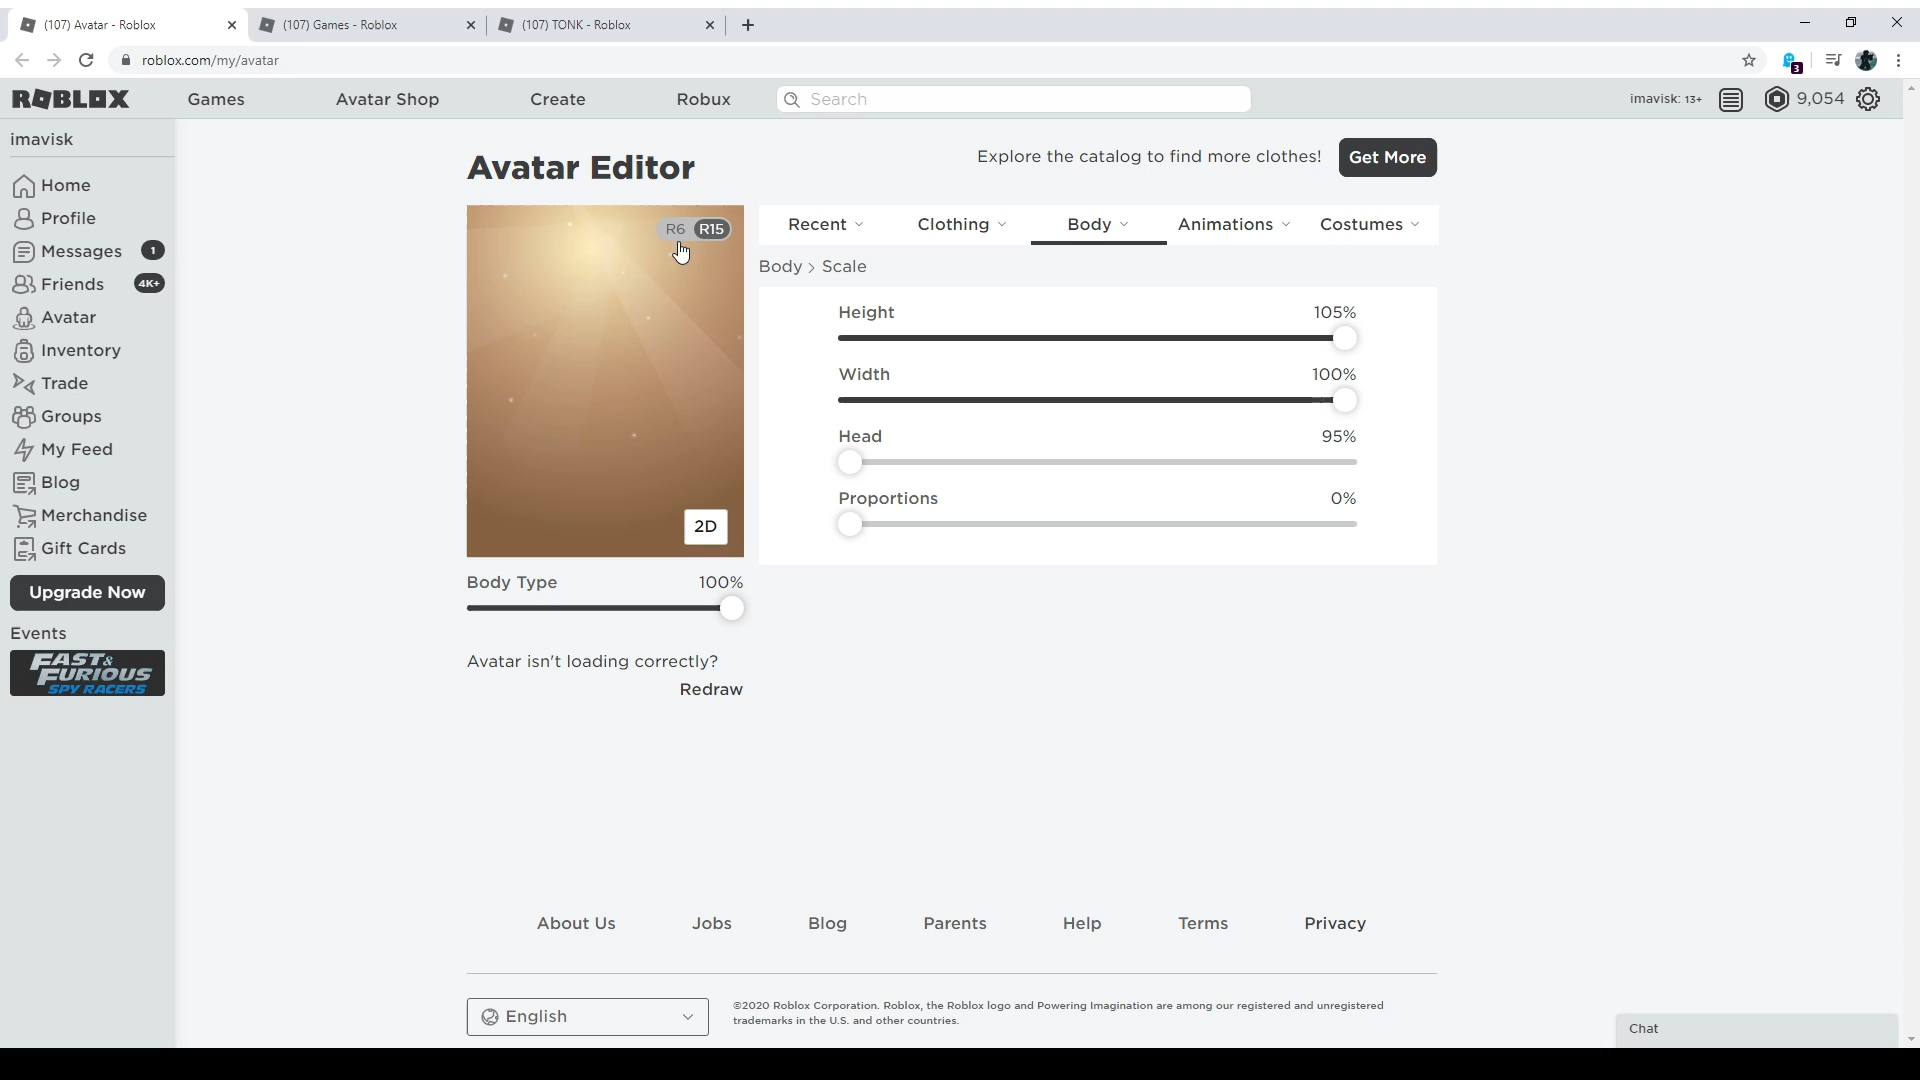 (107) Avatar - Roblox
(107) Games - Roblox
(107) TONK - Roblox
roblox.com/my/avatar
3
ROBLOX
Games
Avatar Shop
Create
Robux
Search
imavisk: 13+
9,054
imavisk
Home
Profile
Messages 1
Friends 4K+
Avatar
Inventory
Trade
Groups
My Feed
Blog
Merchandise
Gift Cards
Upgrade Now
Events
FAST &
FURIOUS
SPY RACERS
Avatar Editor
Explore the catalog to find more clothes!
Get More
R6 R15
2D
Body Type 100%
Avatar isn't loading correctly?
Redraw
Recent
Clothing
Body
Animations
Costumes
Body > Scale
Height 105%
Width 100%
Head 95%
Proportions 0%
About Us
Jobs
Blog
Parents
Help
Terms
Privacy
English
©2020 Roblox Corporation. Roblox, the Roblox logo and Powering Imagination are among our registered and unregistered
trademarks in the U.S. and other countries.
Chat